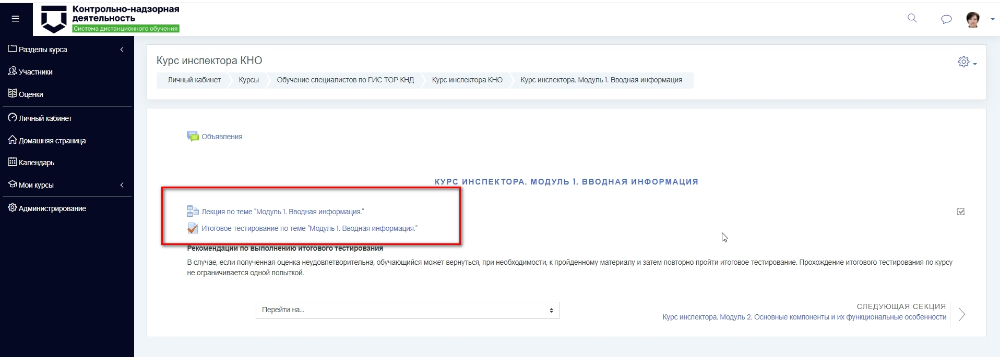 Контрольно-надзорная
деятельность
Система дистанционного обучения
Разделы курса
Участники
Оценки
Личный кабинет
Домашняя страница
Календарь
Мои курсы
Администрирование
Курс инспектора КНО
Личный кабинет Курсы Обучение специалистов по ГИС ТОР КНД Курс инспектора КНО Курс инспектора. Модуль 1. Вводная информация
Объявления
КУРС ИНСПЕКТОРА. МОДУЛЬ 1. ВВОДНАЯ ИНФОРМАЦИЯ
Лекция по теме "Модуль 1. Вводная информация."
Итоговое тестирование по теме "Модуль 1. Вводная информация."
Рекомендации по выполнению итогового тестирования
В случае, если полученная оценка неудовлетворительна, обучающийся может вернуться, при необходимости, к пройденному материалу и затем повторно пройти итоговое тестирование. Прохождение итогового тестирования по курсу
не ограничивается одной попыткой.
Перейти на...
СЛЕДУЮЩАЯ СЕКЦИЯ
Курс инспектора. Модуль 2. Основные компоненты и их функциональные особенности